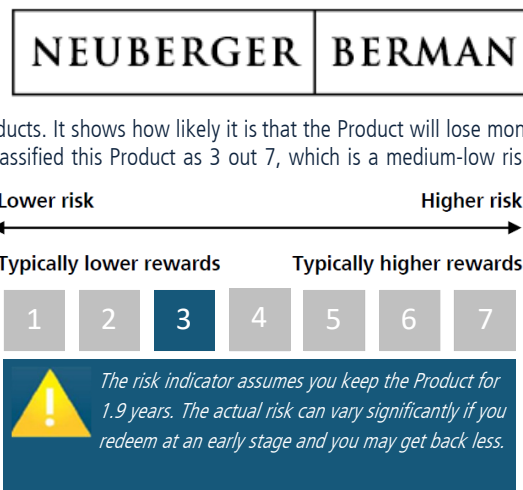 NEUBERGER BERMAN
ducts. It shows how likely it is that the Product will lose mon
assified this Product as 3 out 7, which is a medium-low ris
Lower risk Higher risk
Typically lower rewards Typically higher rewards
1 2 3 4 5 6 7
The risk indicator assumes you keep the Product for
1.9 years. The actual risk can vary significantly if you
redeem at an early stage and you may get back less.